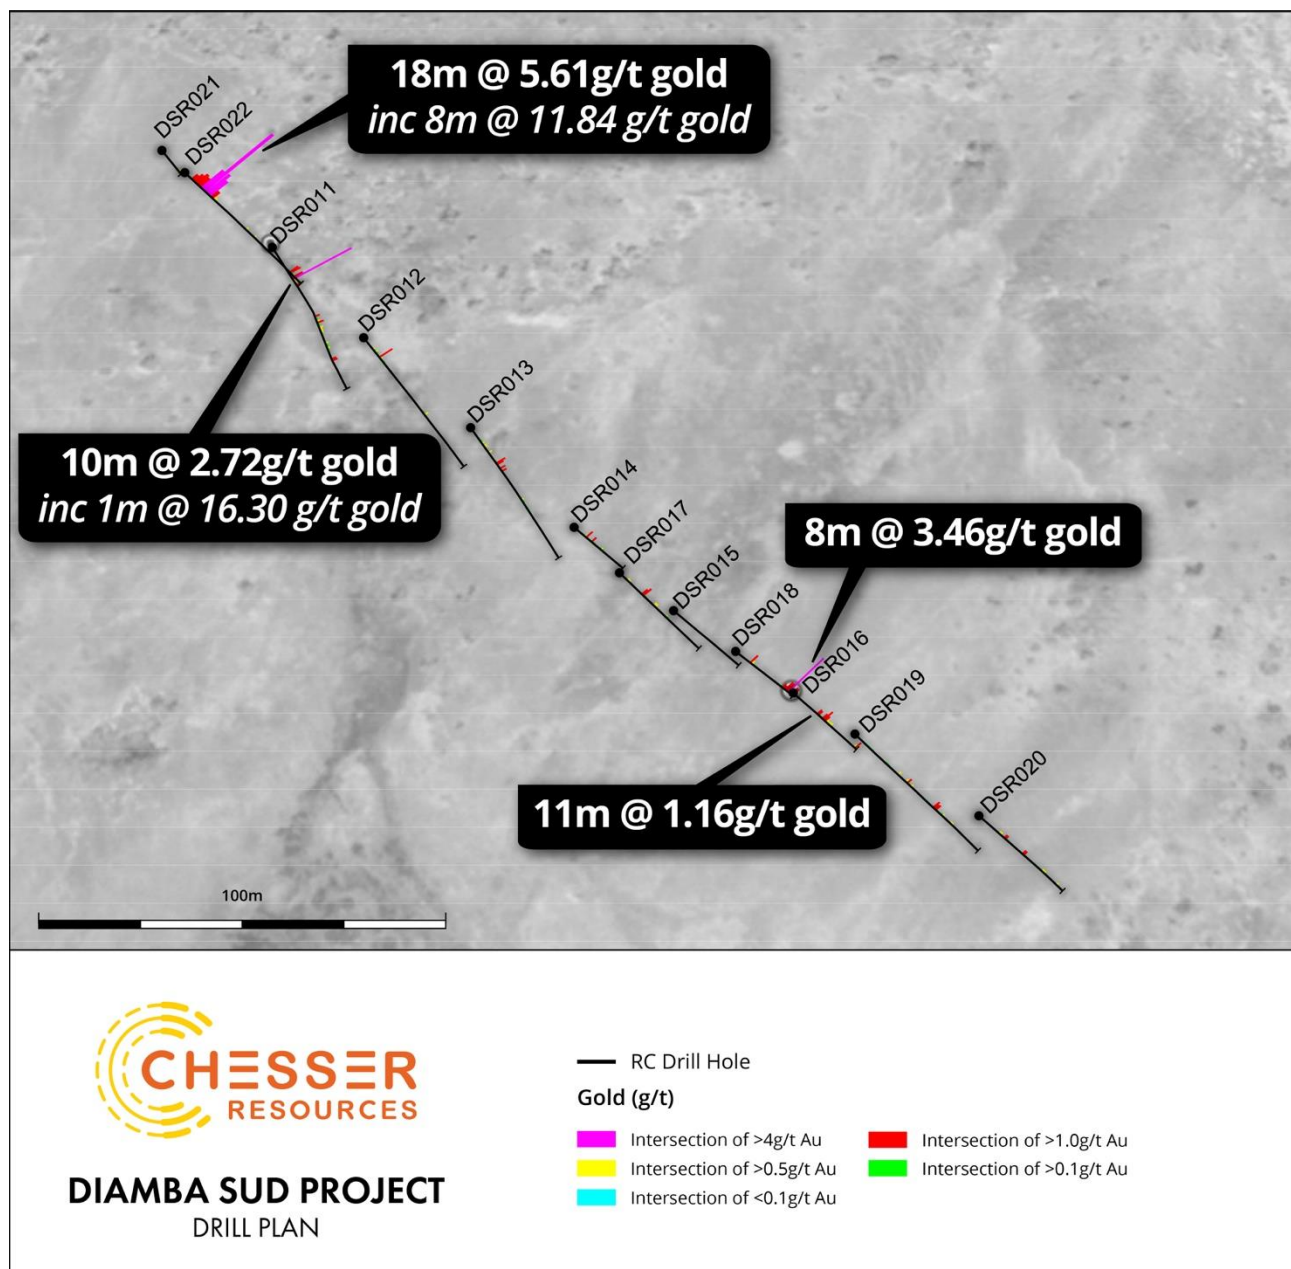 18m @ 5.61g/t gold
inc 8m @ 11.84 g/t gold
DSR021
DSR022
DSR011
DSR012
DSR013
10m @ 2.72g/t gold
inc 1m @ 16.30 g/t gold
DSR014
DSR017
DSR015
DSR018
8m @ 3.46g/t gold
DSR016
DSR019
DSR020
11m @ 1.16g/t gold
100m
CHESSER
RESOURCES
DIAMBA SUD PROJECT
DRILL PLAN
RC Drill Hole
Gold (g/t)
Intersection of >4g/t Au
Intersection of >1.0g/t Au
Intersection of >0.5g/t Au
Intersection of >0.1g/t Au
Intersection of <0.1g/t Au